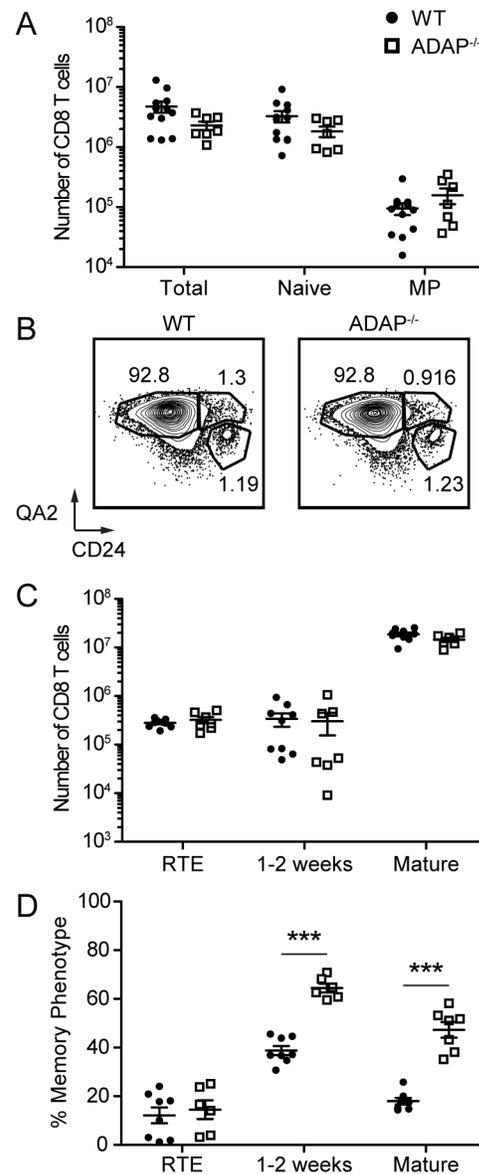 A
WT
ADAP-/-
Number of CD8 T cells
10^8
10^7
10^6
10^5
10^4
Total Naive MP
B
WT ADAP-/-
92.8 1.3 92.8 0.916
1.19 1.23
QA2
CD24
C
Number of CD8 T cells
10^8
10^7
10^6
10^5
10^4
10^3
RTE 1-2 weeks Mature
D
% Memory Phenotype
100
80
60
40
20
0
*** ***
RTE 1-2 weeks Mature